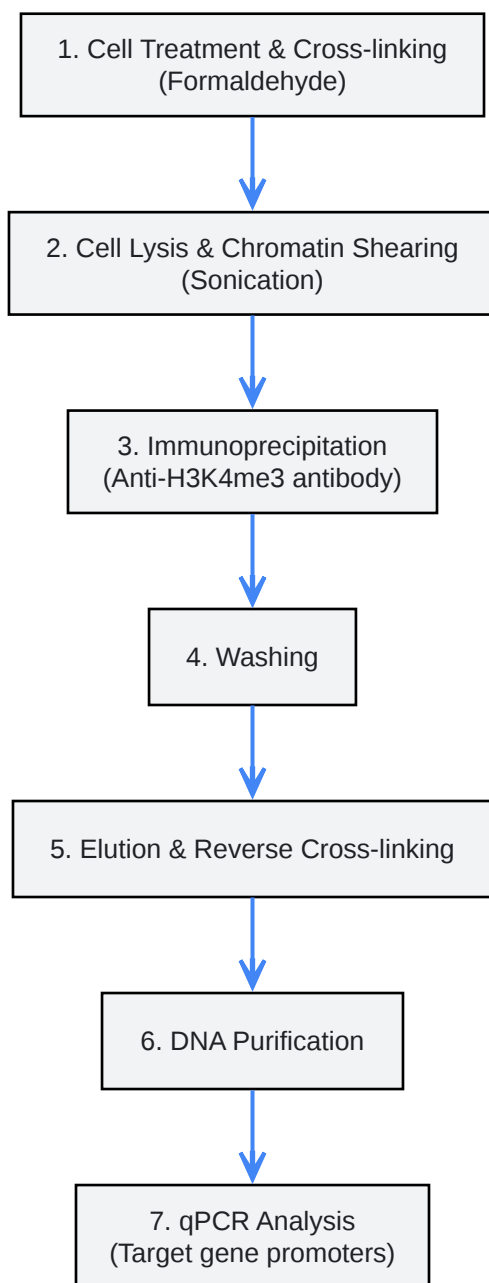 1. Cell Treatment & Cross-linking
(Formaldehyde)
2. Cell Lysis & Chromatin Shearing
(Sonication)
3. Immunoprecipitation
(Anti-H3K4me3 antibody)
4. Washing
5. Elution & Reverse Cross-linking
6. DNA Purification
7. qPCR Analysis
(Target gene promoters)